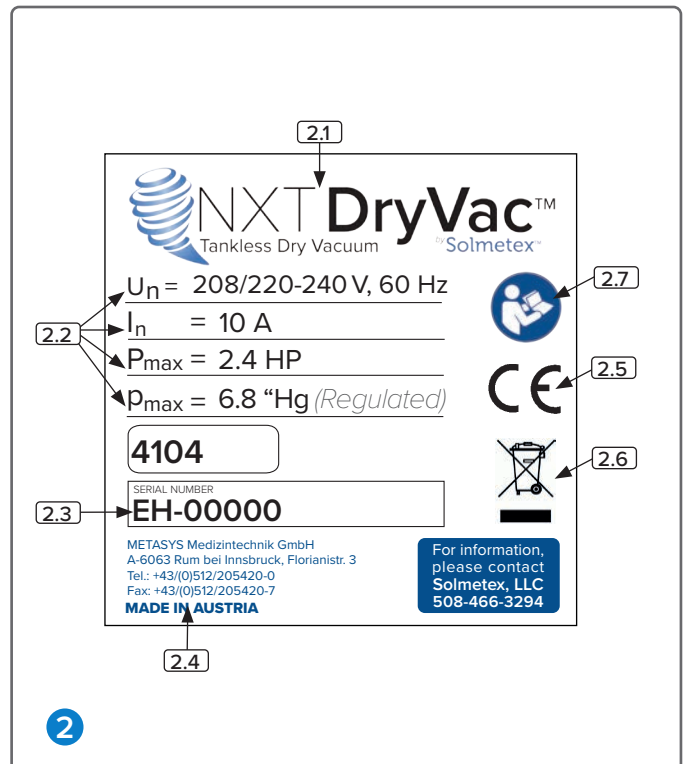 2.1
NXT DryVac™
Tankless Dry Vacuum
by Solmetex™
Un = 208/220-240 V, 60 Hz
2.7
In = 10 A
2.2
Pmax = 2.4 HP
2.5
pmax = 6.8 “Hg (Regulated)
CE
4104
2.6
SERIAL NUMBER
2.3
EH-00000
METASYS Medizintechnik GmbH
A-6063 Rum bei Innsbruck, Florianistr. 3
Tel.: +43/(0)512/205420-0
Fax: +43/(0)512/205420-7
MADE IN AUSTRIA
For information,
please contact
Solmetex, LLC
508-466-3294
2.4
2